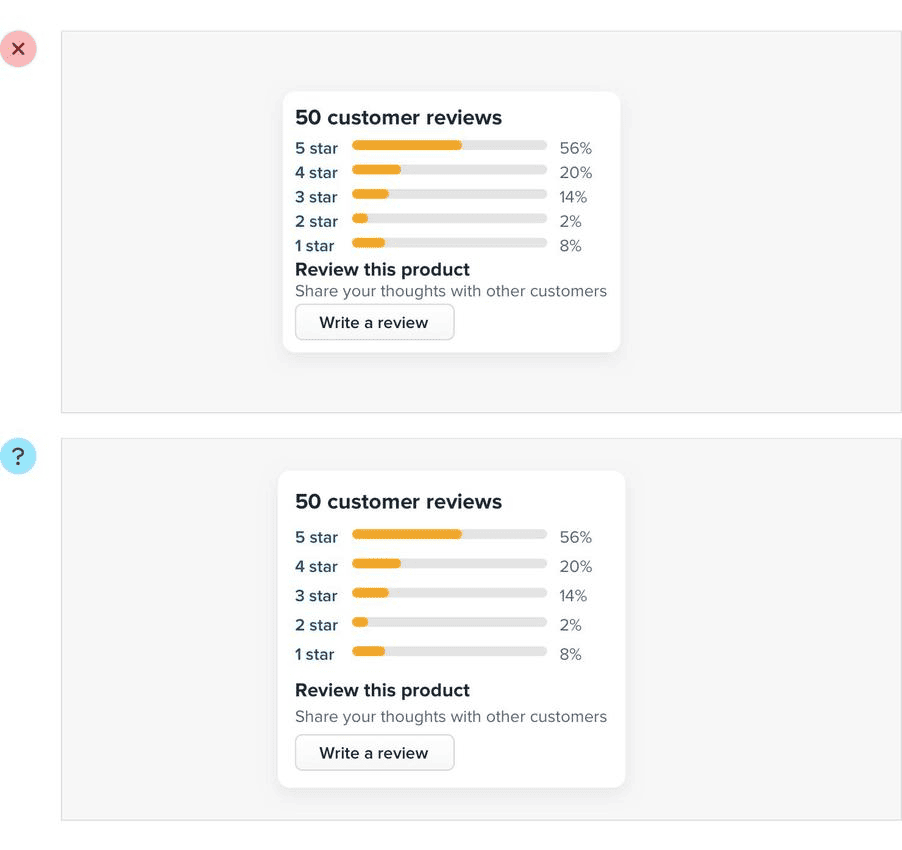 50 customer reviews
5 star 56%
4 star 20%
3 star 14%
2 star 2%
1 star 8%
Review this product
Share your thoughts with other customers
Write a review
?
50 customer reviews
5 star 56%
4 star 20%
3 star 14%
2 star 2%
1 star 8%
Review this product
Share your thoughts with other customers
Write a review